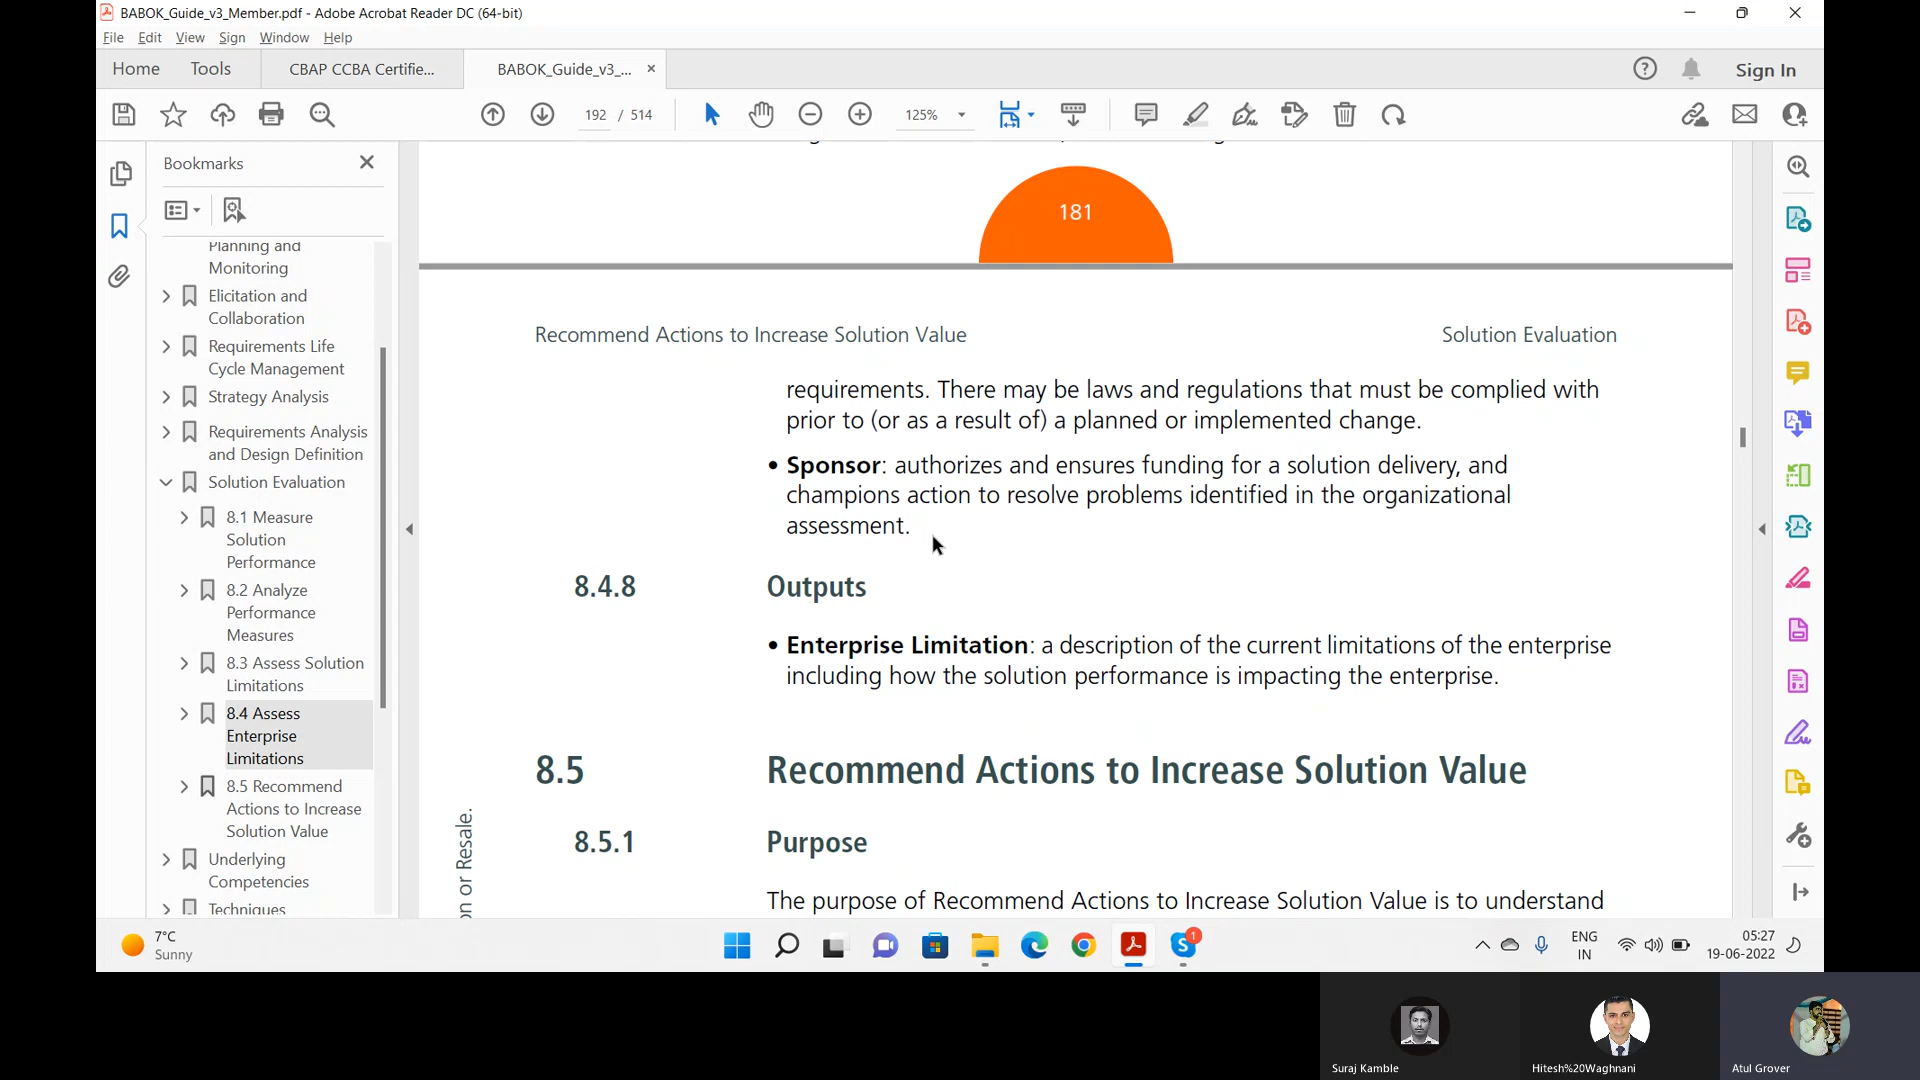 BABOK_Guide_v3_Member.pdf - Adobe Acrobat Reader DC (64-bit)
File Edit View Sign Window Help
Home Tools CBAP CCBA Certifie... BABOK_Guide_v3_... × Sign In
192 / 514 125%
Bookmarks
Planning and
Monitoring
Elicitation and
Collaboration
Requirements Life
Cycle Management
Strategy Analysis
Requirements Analysis
and Design Definition
Solution Evaluation
8.1 Measure
Solution
Performance
8.2 Analyze
Performance
Measures
8.3 Assess Solution
Limitations
8.4 Assess
Enterprise
Limitations
8.5 Recommend
Actions to Increase
Solution Value
Underlying
Competencies
Techniques
181
Recommend Actions to Increase Solution Value Solution Evaluation
requirements. There may be laws and regulations that must be complied with
prior to (or as a result of) a planned or implemented change.
• Sponsor: authorizes and ensures funding for a solution delivery, and
champions action to resolve problems identified in the organizational
assessment.
8.4.8 Outputs
• Enterprise Limitation: a description of the current limitations of the enterprise
including how the solution performance is impacting the enterprise.
8.5 Recommend Actions to Increase Solution Value
8.5.1 Purpose
The purpose of Recommend Actions to Increase Solution Value is to understand
or Resale.
7°C
Sunny
1
ENG
IN
05:27
19-06-2022
Suraj Kamble
Hitesh%20Waghnani
Atul Grover